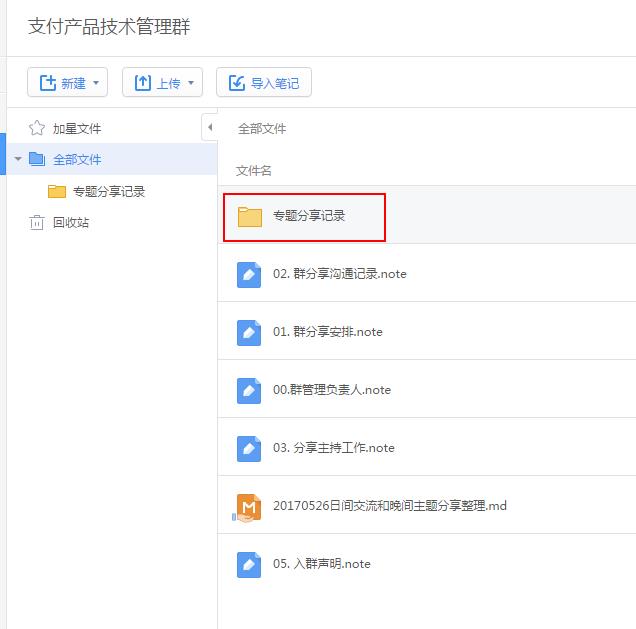 支付产品技术管理群
新建 上传 导入笔记
加星文件
全部文件
专题分享记录
回收站
全部文件
文件名
专题分享记录
02. 群分享沟通记录.note
01. 群分享安排.note
00.群管理负责人.note
03. 分享主持工作.note
M 20170526日间交流和晚间主题分享整理.md
05. 入群声明.note